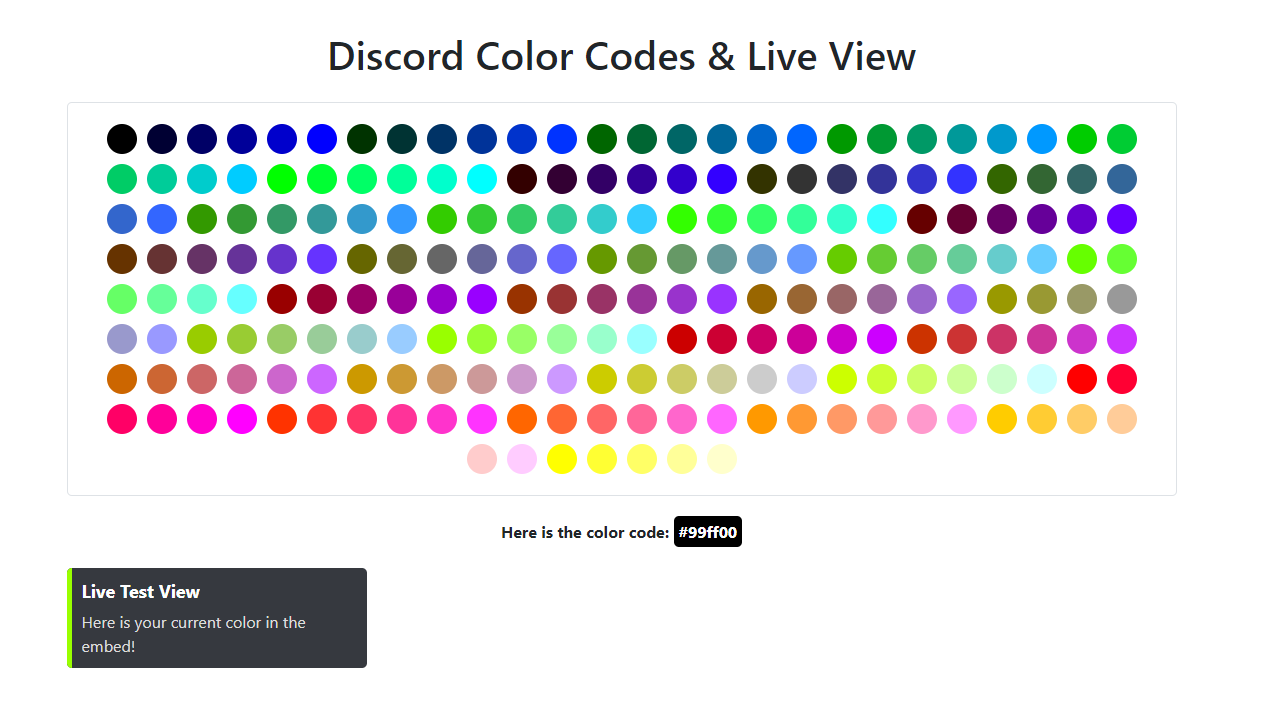 Discord Color Codes & Live View
Here is the color code: #99ff00
Live Test View
Here is your current color in the
embed!